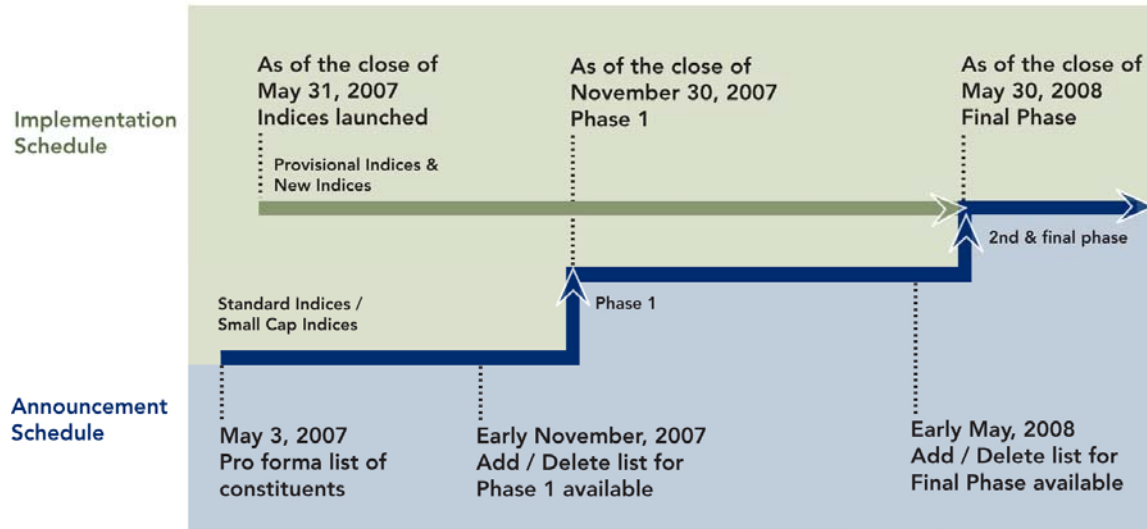 Implementation
Schedule
As of the close of
May 31, 2007
Indices launched
As of the close of
November 30, 2007
Phase 1
As of the close of
May 30, 2008
Final Phase
Provisional Indices &
New Indices
2nd & final phase
Phase 1
Standard Indices /
Small Cap Indices
Announcement
Schedule
May 3, 2007
Pro forma list of
constituents
Early November, 2007
Add / Delete list for
Phase 1 available
Early May, 2008
Add / Delete list for
Final Phase available